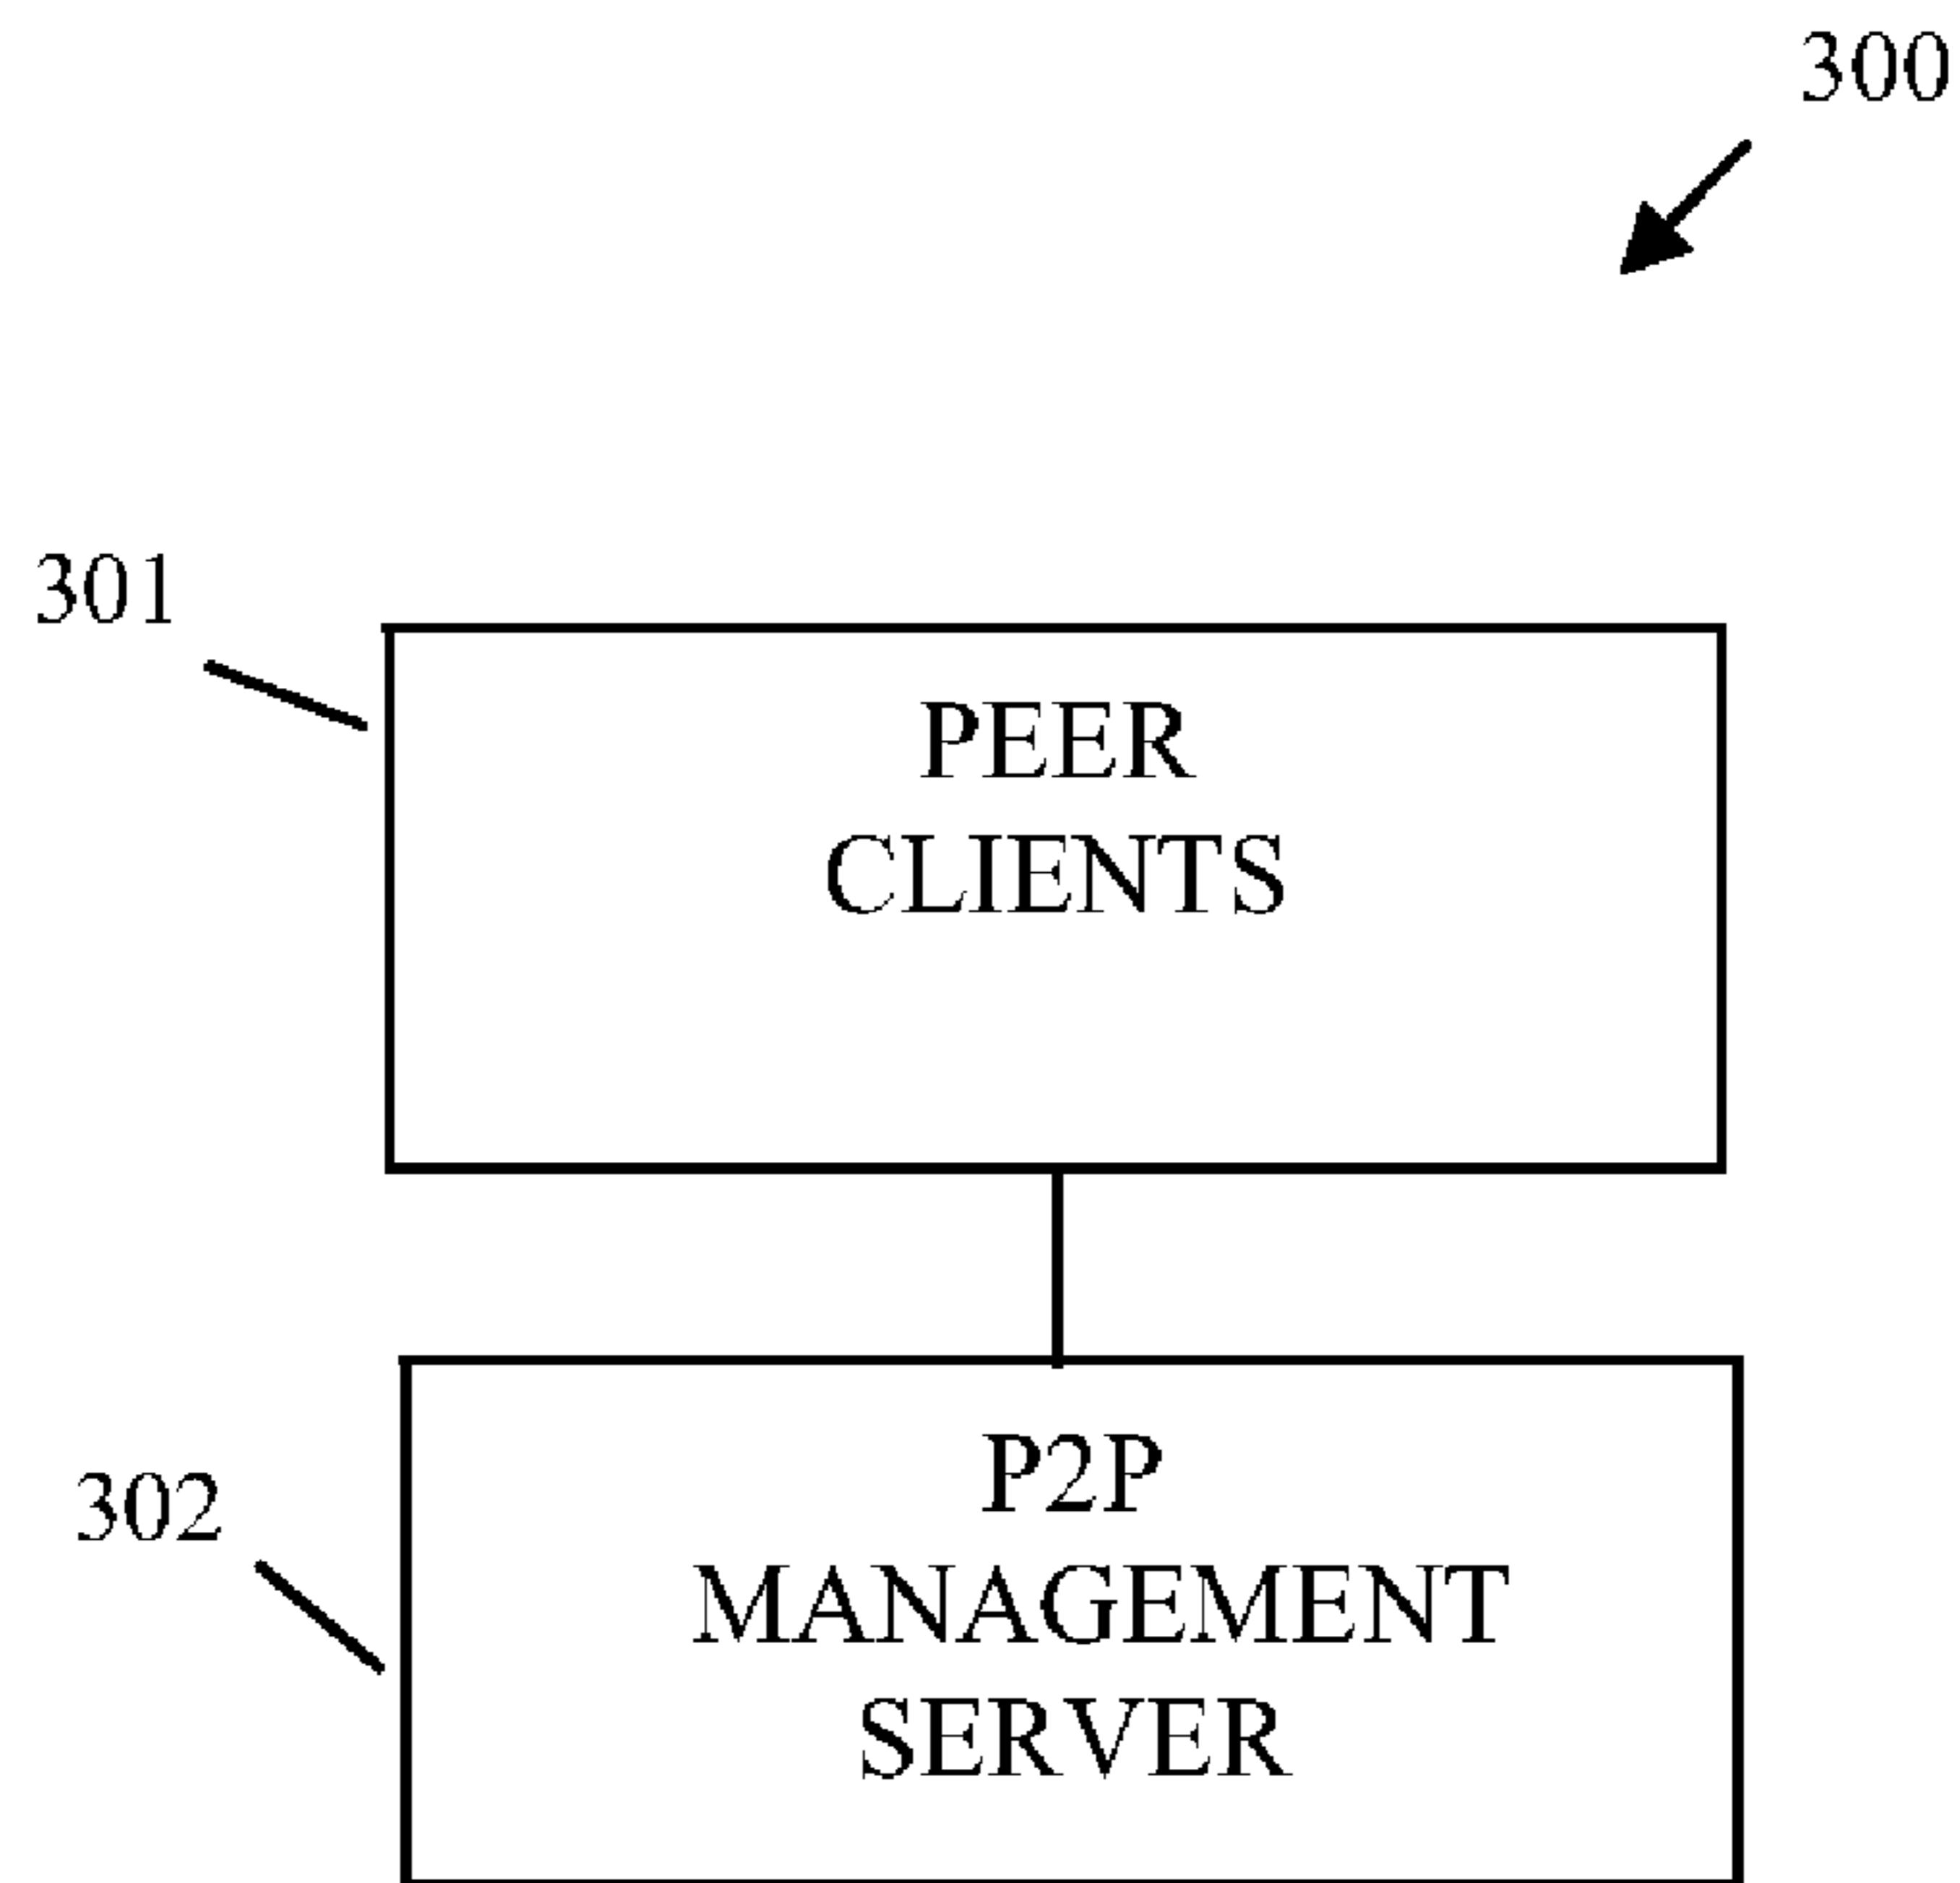 300
301
PEER
CLIENTS
302
P2P
MANAGEMENT
SERVER